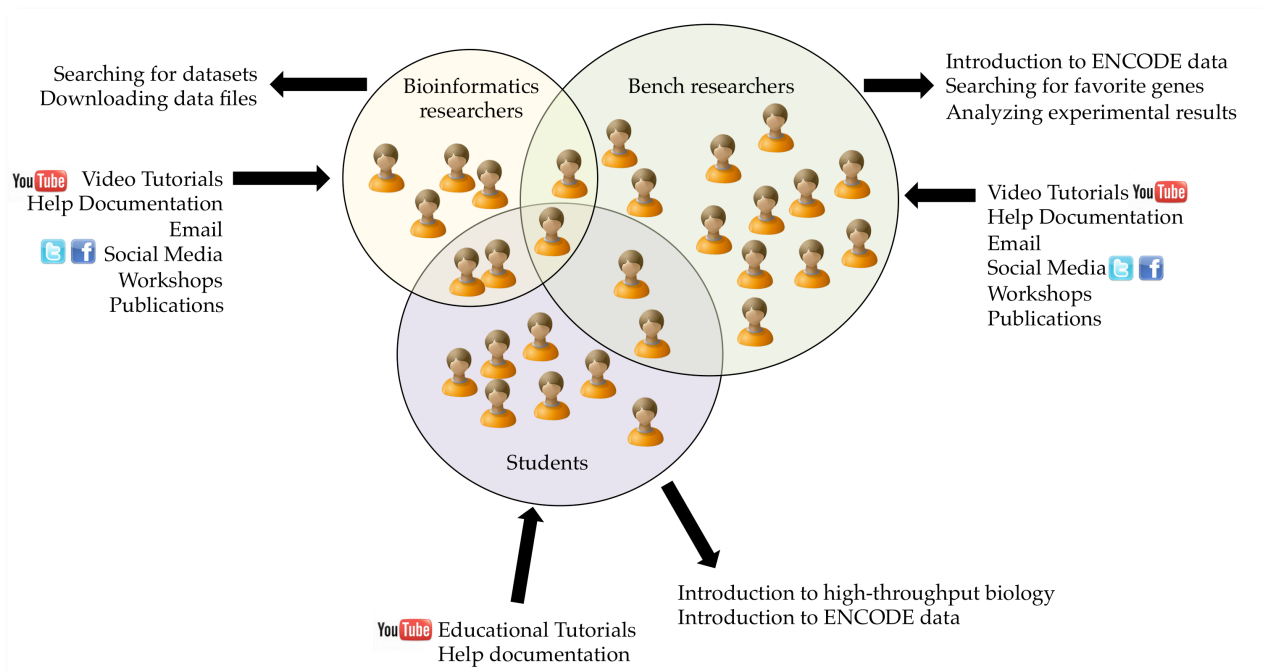 Searching for datasets
Downloading data files
Bioinformatics
researchers
Bench researchers
Introduction to ENCODE data
Searching for favorite genes
Analyzing experimental results
YouTube Video Tutorials
Help Documentation
Email
t f Social Media
Workshops
Publications
Video Tutorials YouTube
Help Documentation
Email
Social Media t f
Workshops
Publications
Students
Introduction to high-throughput biology
Introduction to ENCODE data
YouTube Educational Tutorials
Help documentation